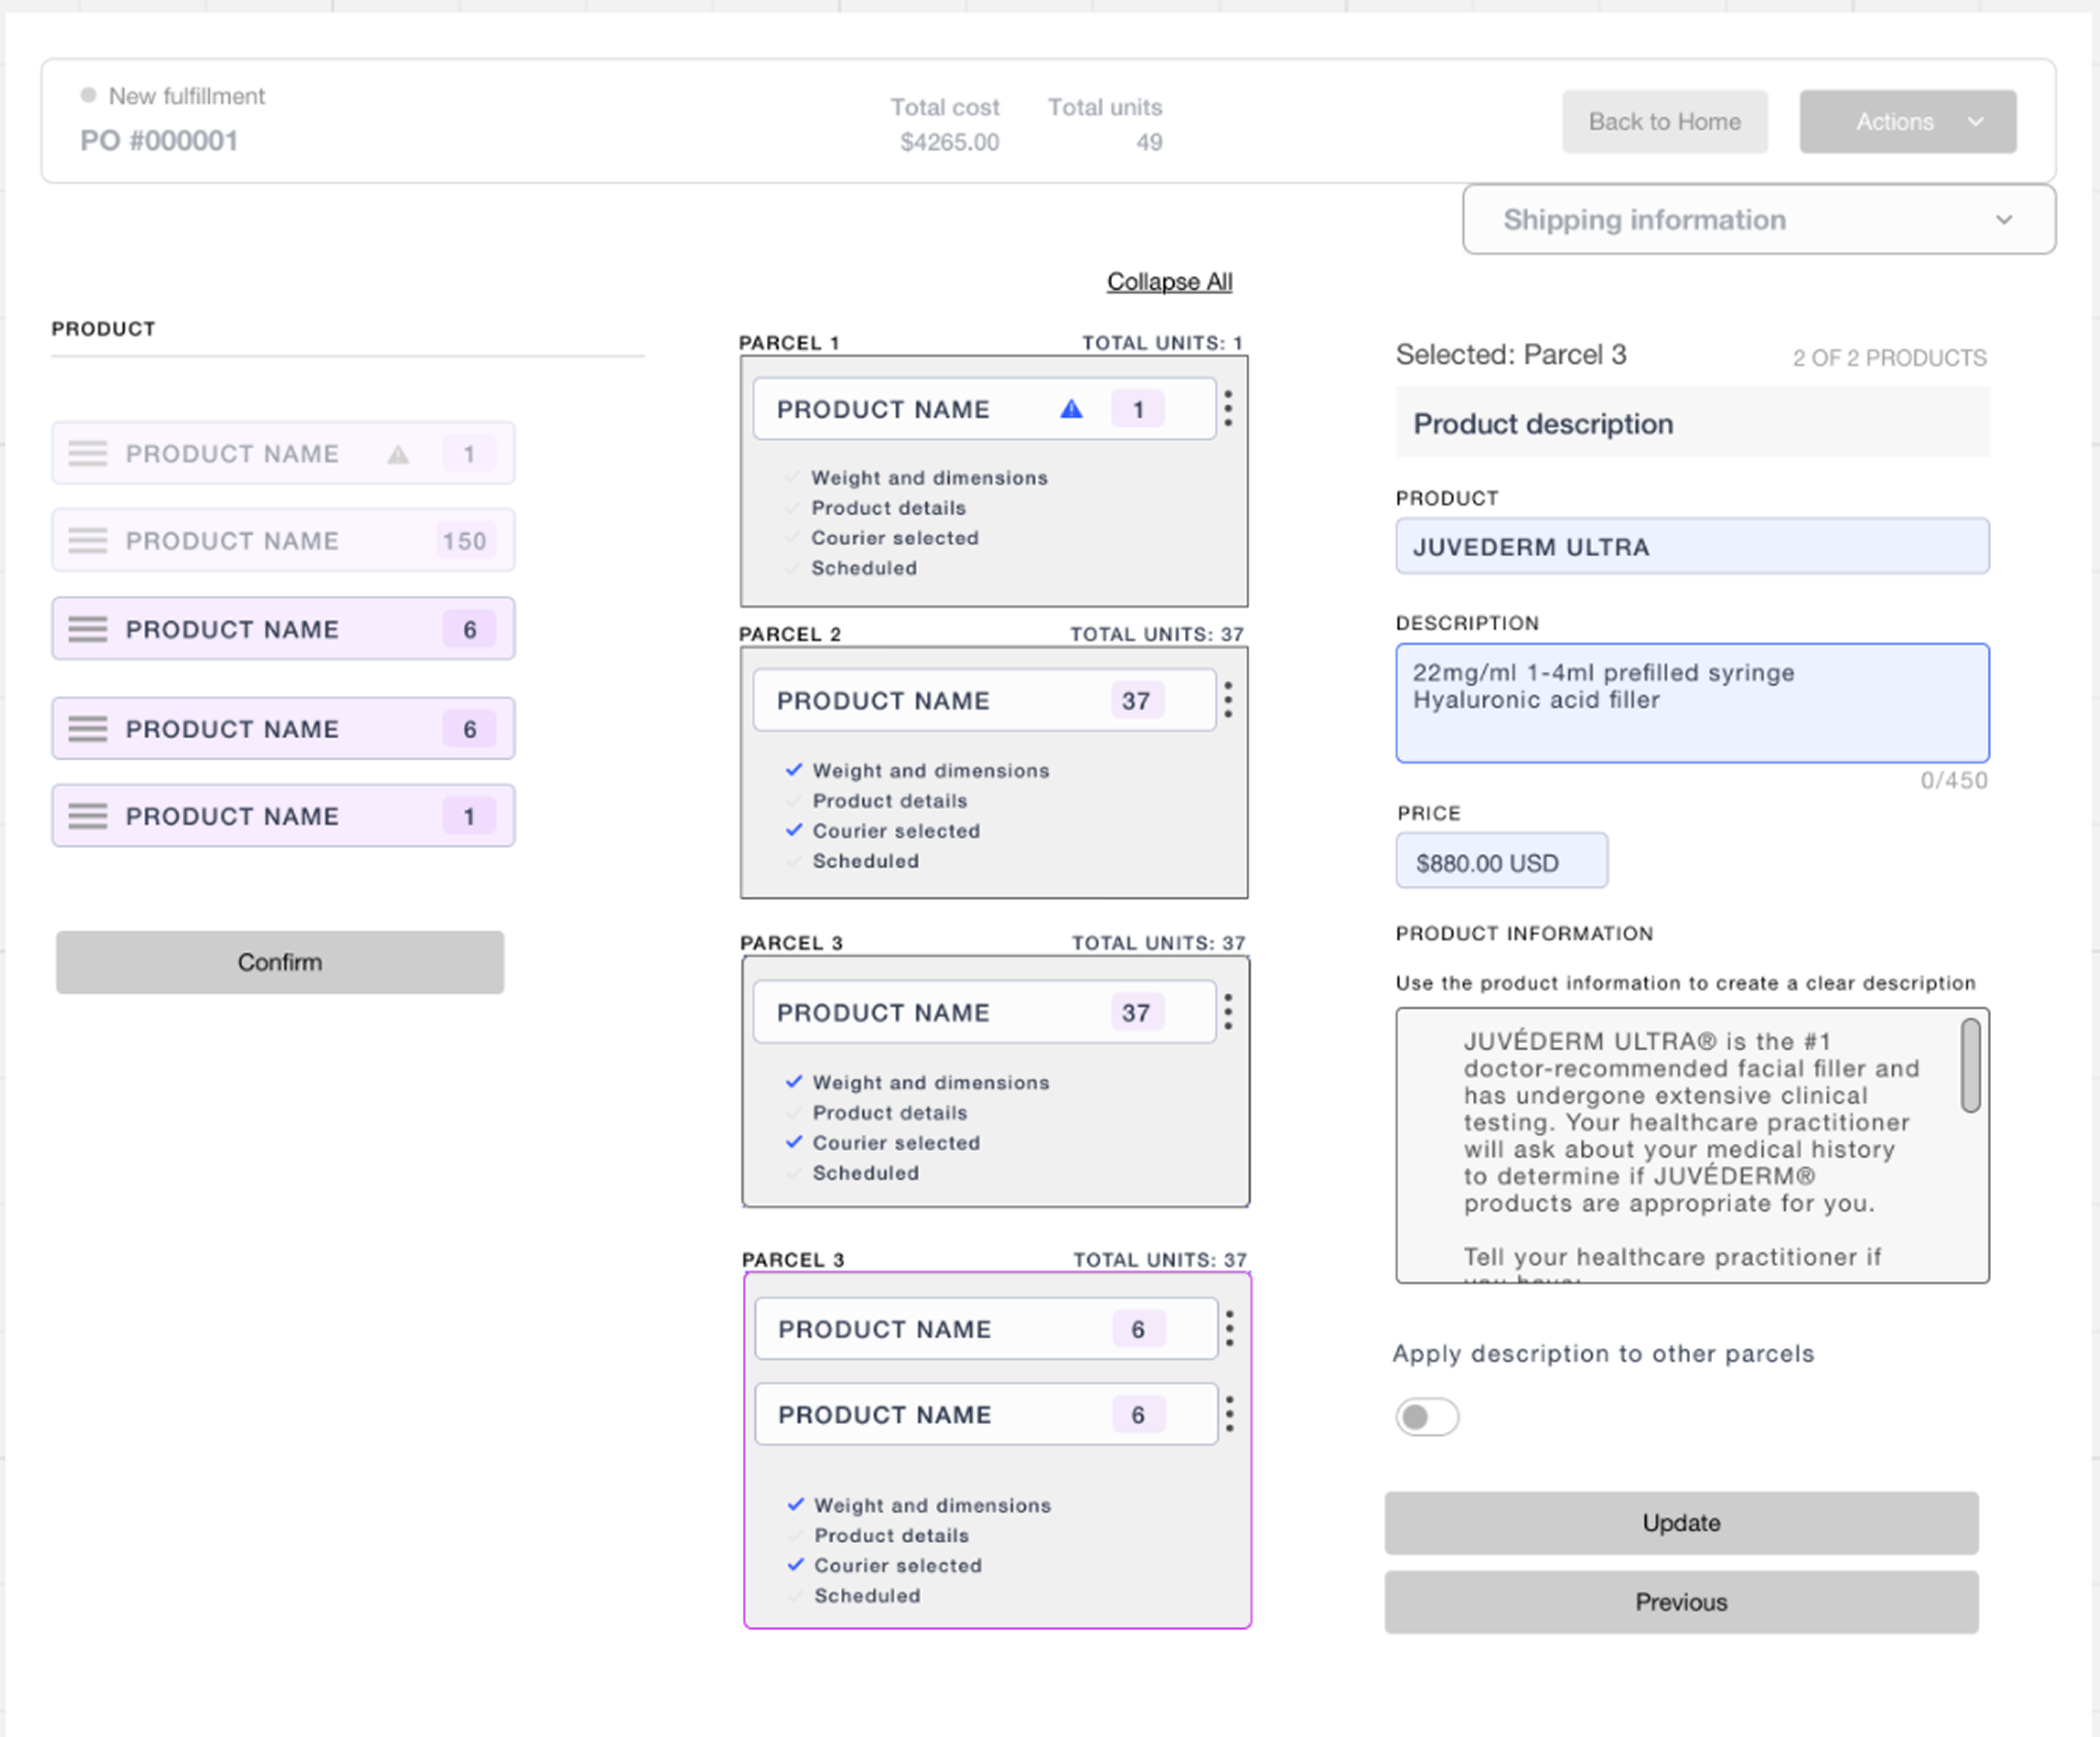 New fulfillment
PO #000001
Total cost
$4265.00
Total units
49
Back to Home
Actions
Shipping information
Collapse All
PRODUCT
PRODUCT NAME 1
PRODUCT NAME 150
PRODUCT NAME 6
PRODUCT NAME 6
PRODUCT NAME 1
Confirm
PARCEL 1 TOTAL UNITS: 1
PRODUCT NAME 1
Weight and dimensions
Product details
Courier selected
Scheduled
PARCEL 2 TOTAL UNITS: 37
PRODUCT NAME 37
Weight and dimensions
Product details
Courier selected
Scheduled
PARCEL 3 TOTAL UNITS: 37
PRODUCT NAME 37
Weight and dimensions
Product details
Courier selected
Scheduled
PARCEL 3 TOTAL UNITS: 37
PRODUCT NAME 6
PRODUCT NAME 6
Weight and dimensions
Product details
Courier selected
Scheduled
Selected: Parcel 3 2 OF 2 PRODUCTS
Product description
PRODUCT
JUVEDERM ULTRA
DESCRIPTION
22mg/ml 1-4ml prefilled syringe
Hyaluronic acid filler
0/450
PRICE
$880.00 USD
PRODUCT INFORMATION
Use the product information to create a clear description
JUVÉDERM ULTRA® is the #1
doctor-recommended facial filler and
has undergone extensive clinical
testing. Your healthcare practitioner
will ask about your medical history
to determine if JUVÉDERM®
products are appropriate for you.
Tell your healthcare practitioner if
you have:
Apply description to other parcels
Update
Previous